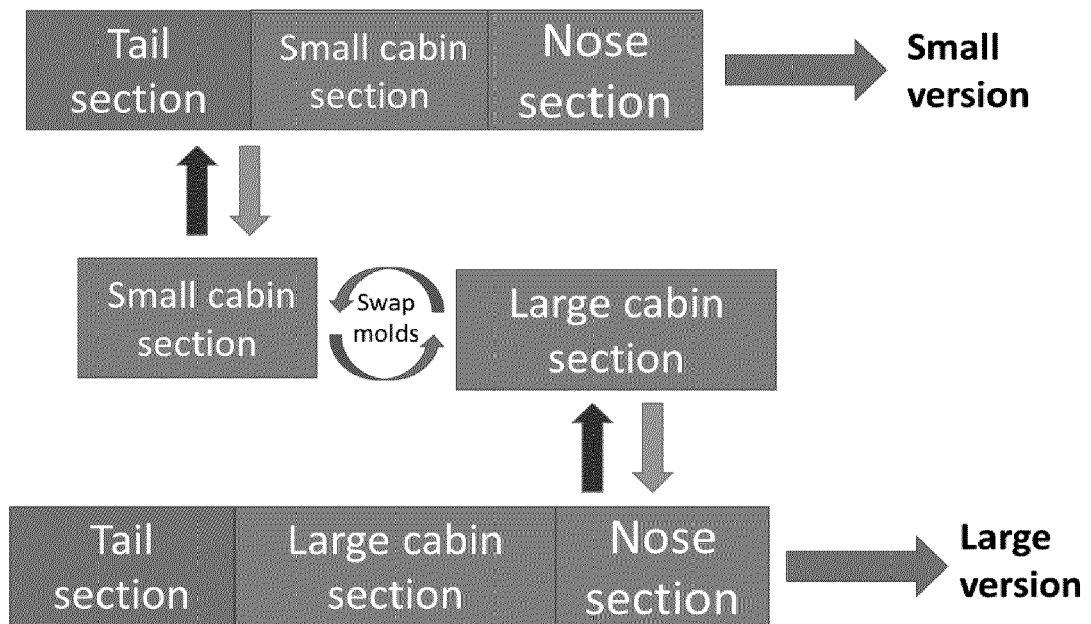 Tail
section
Small cabin
section
Nose
section
Small
version
Small cabin
section
Swap
molds
Large cabin
section
Tail
section
Large cabin
section
Nose
section
Large
version